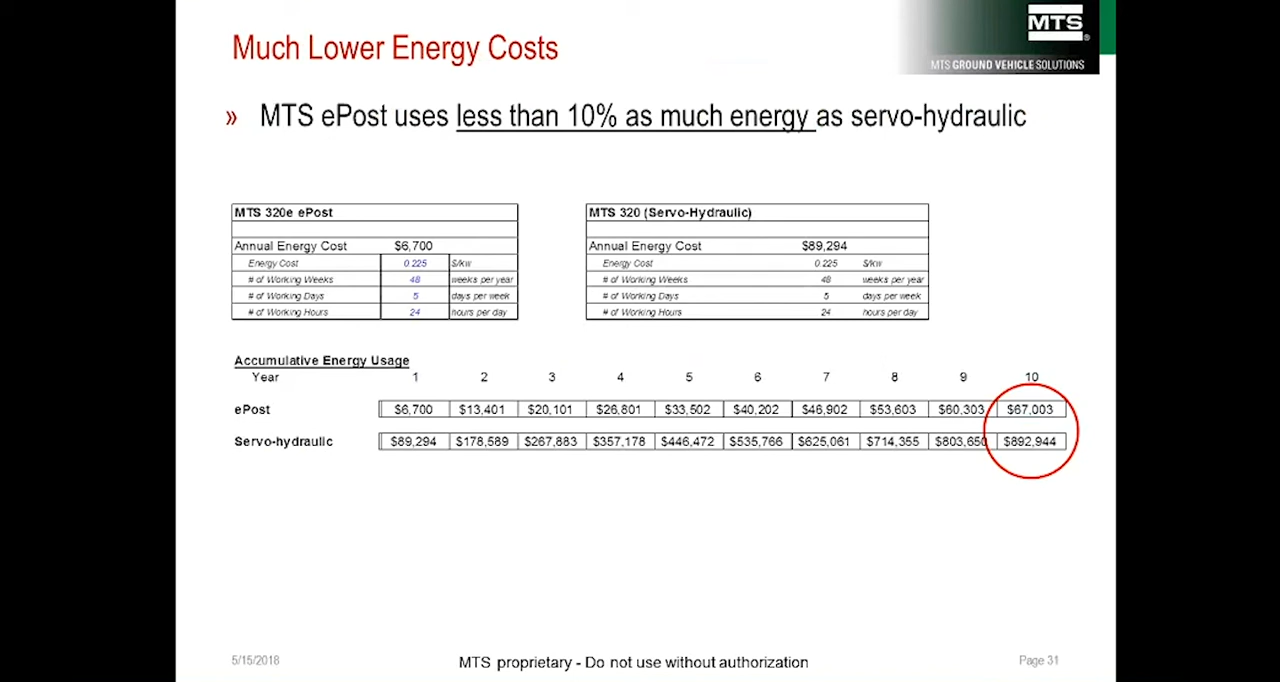 MTS®
MTS GROUND VEHICLE SOLUTIONS
Much Lower Energy Costs
» MTS ePost uses less than 10% as much energy as servo-hydraulic
MTS 320e ePost
Annual Energy Cost $6,700
Energy Cost 0.225 $/kw
# of Working Weeks 48 weeks per year
# of Working Days 5 days per week
# of Working Hours 24 hours per day
MTS 320 (Servo-Hydraulic)
Annual Energy Cost $89,294
Energy Cost 0.225 $/kw
# of Working Weeks 48 weeks per year
# of Working Days 5 days per week
# of Working Hours 24 hours per day
Accumulative Energy Usage
Year 1 2 3 4 5 6 7 8 9 10
ePost $6,700 $13,401 $20,101 $26,801 $33,502 $40,202 $46,902 $53,603 $60,303 $67,003
Servo-hydraulic $89,294 $178,589 $267,883 $357,178 $446,472 $535,766 $625,061 $714,355 $803,650 $892,944
5/15/2018
MTS proprietary - Do not use without authorization
Page 31